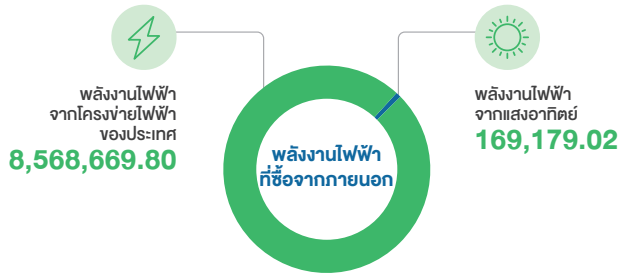 พลังงานไฟฟ้า
จากโครงข่ายไฟฟ้า
ของประเทศ
8,568,669.80
พลังงานไฟฟ้า
ที่ซื้อจากภายนอก
พลังงานไฟฟ้า
จากแสงอาทิตย์
169,179.02